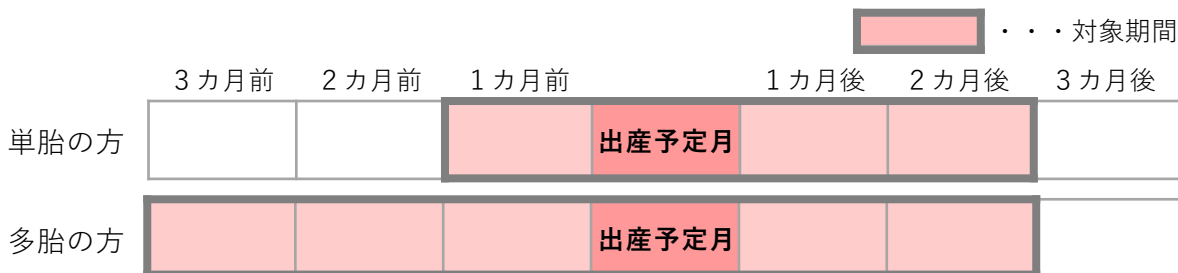 ・・・対象期間
3カ月前 2カ月前 1カ月前 1カ月後 2カ月後 3カ月後
単胎の方 出産予定月
多胎の方 出産予定月